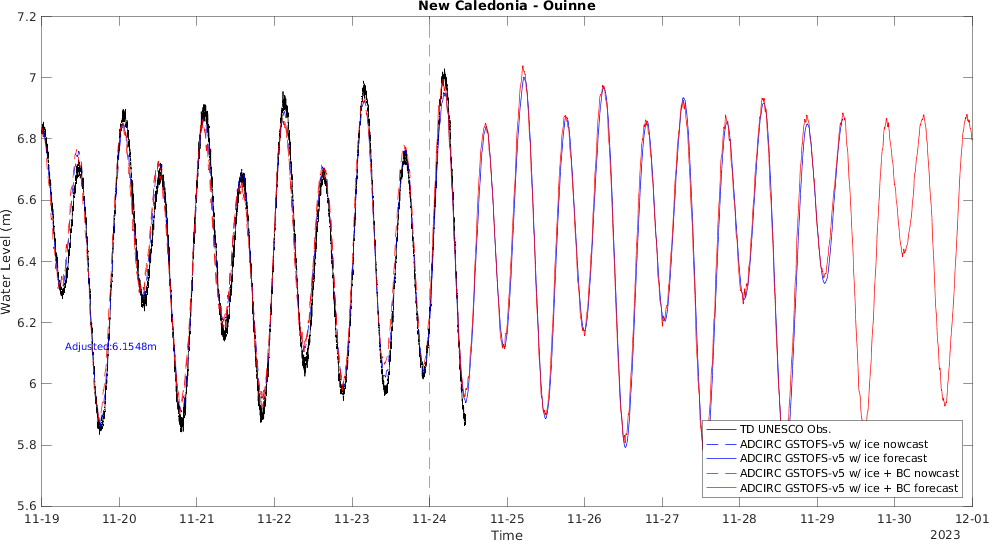 New Caledonia - Ouinne
7.2
7
6.8
6.6
6.4
6.2
6
5.8
5.6
Water Level (m)
Adjusted:6.1548m
TD UNESCO Obs.
ADCIRC GSTOFS-v5 w/ ice nowcast
ADCIRC GSTOFS-v5 w/ ice forecast
ADCIRC GSTOFS-v5 w/ ice + BC nowcast
ADCIRC GSTOFS-v5 w/ ice + BC forecast
11-19 11-20 11-21 11-22 11-23 11-24 11-25 11-26 11-27 11-28 11-29 11-30 12-01
Time
2023